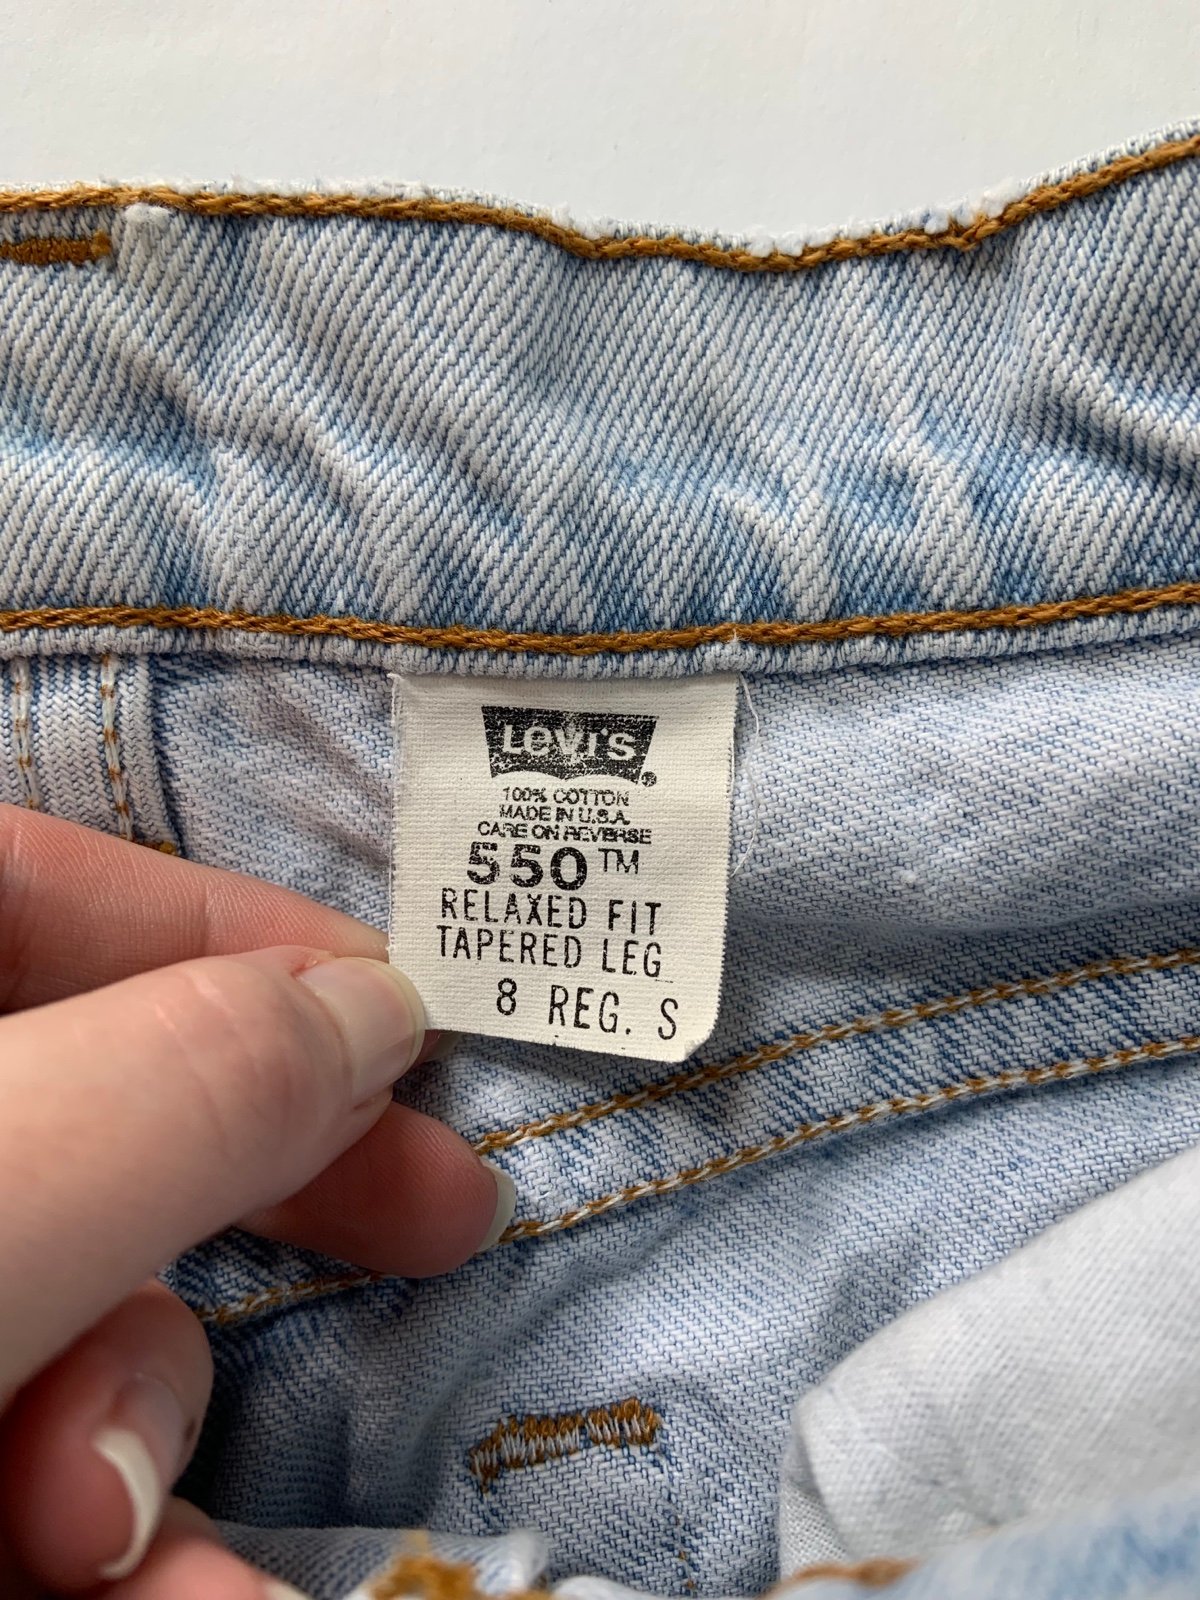 Levi's®
100% COTTON
MADE IN U.S.A.
CARE ON REVERSE
550™
RELAXED FIT
TAPERED LEG
8 REG. S